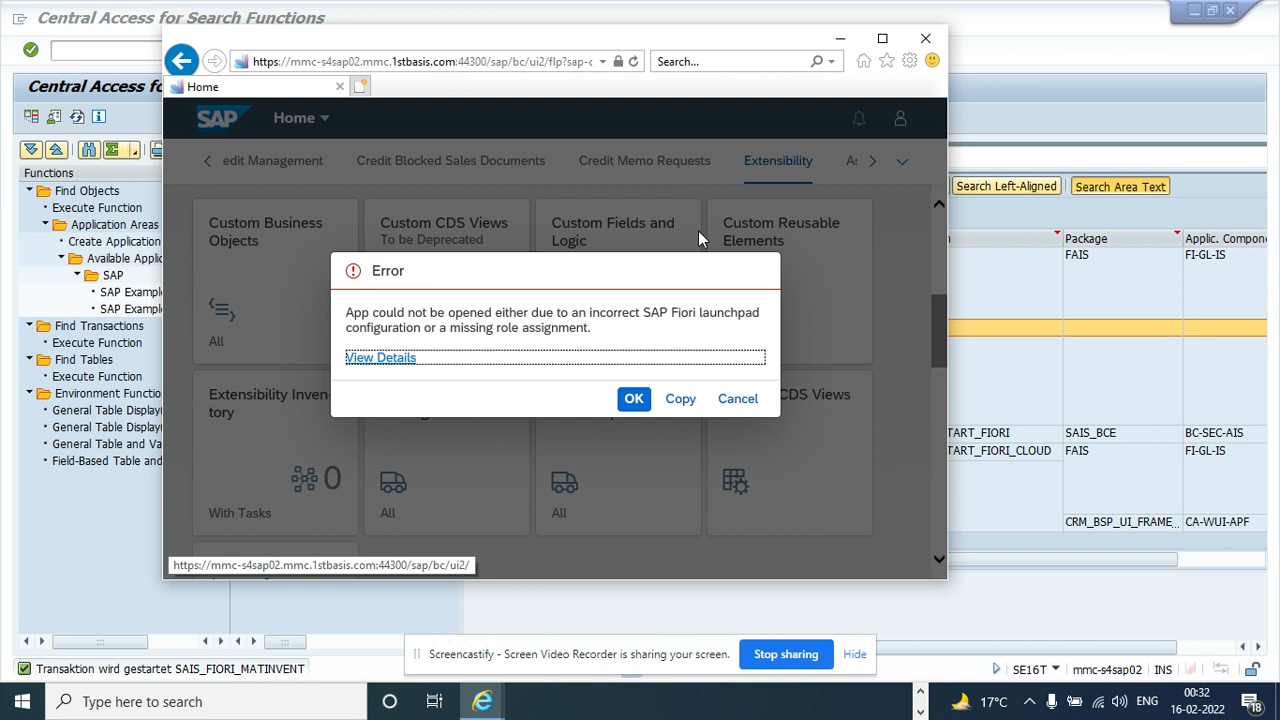 Central Access for Search Functions
https://mmc-s4sap02.mmc.1stbasis.com:44300/sap/bc/ui2/flp?sap-c
Search...
Central Access fo
Home
SAP Home
edit Management Credit Blocked Sales Documents Credit Memo Requests Extensibility As
Functions
Search Left-Aligned Search Area Text
Find Objects
Execute Function
Application Areas
Create Application
Available Applic
SAP
SAP Example
SAP Example
Find Transactions
Execute Function
Find Tables
Execute Function
Environment Functio
General Table Display(
General Table Display(
General Table and Va
Field-Based Table and
Custom Business
Objects
All
Custom CDS Views
To be Deprecated
Custom Fields and
Logic
Custom Reusable
Elements
Package Applic. Compone
FAIS FI-GL-IS
Error
App could not be opened either due to an incorrect SAP Fiori launchpad
configuration or a missing role assignment.
View Details
OK Copy Cancel
Extensibility Inven-
tory
0
With Tasks
All
All
CDS Views
TART_FIORI SAIS_BCE BC-SEC-AIS
START_FIORI_CLOUD FAIS FI-GL-IS
CRM_BSP_UI_FRAME... CA-WUI-APF
https://mmc-s4sap02.mmc.1stbasis.com:44300/sap/bc/ui2/
Screencastify - Screen Video Recorder is sharing your screen. Stop sharing Hide
Transaktion wird gestartet SAIS_FIORI_MATINVENT
SE16T mmc-s4sap02 INS
Type here to search
17°C ENG 00:32
16-02-2022
18